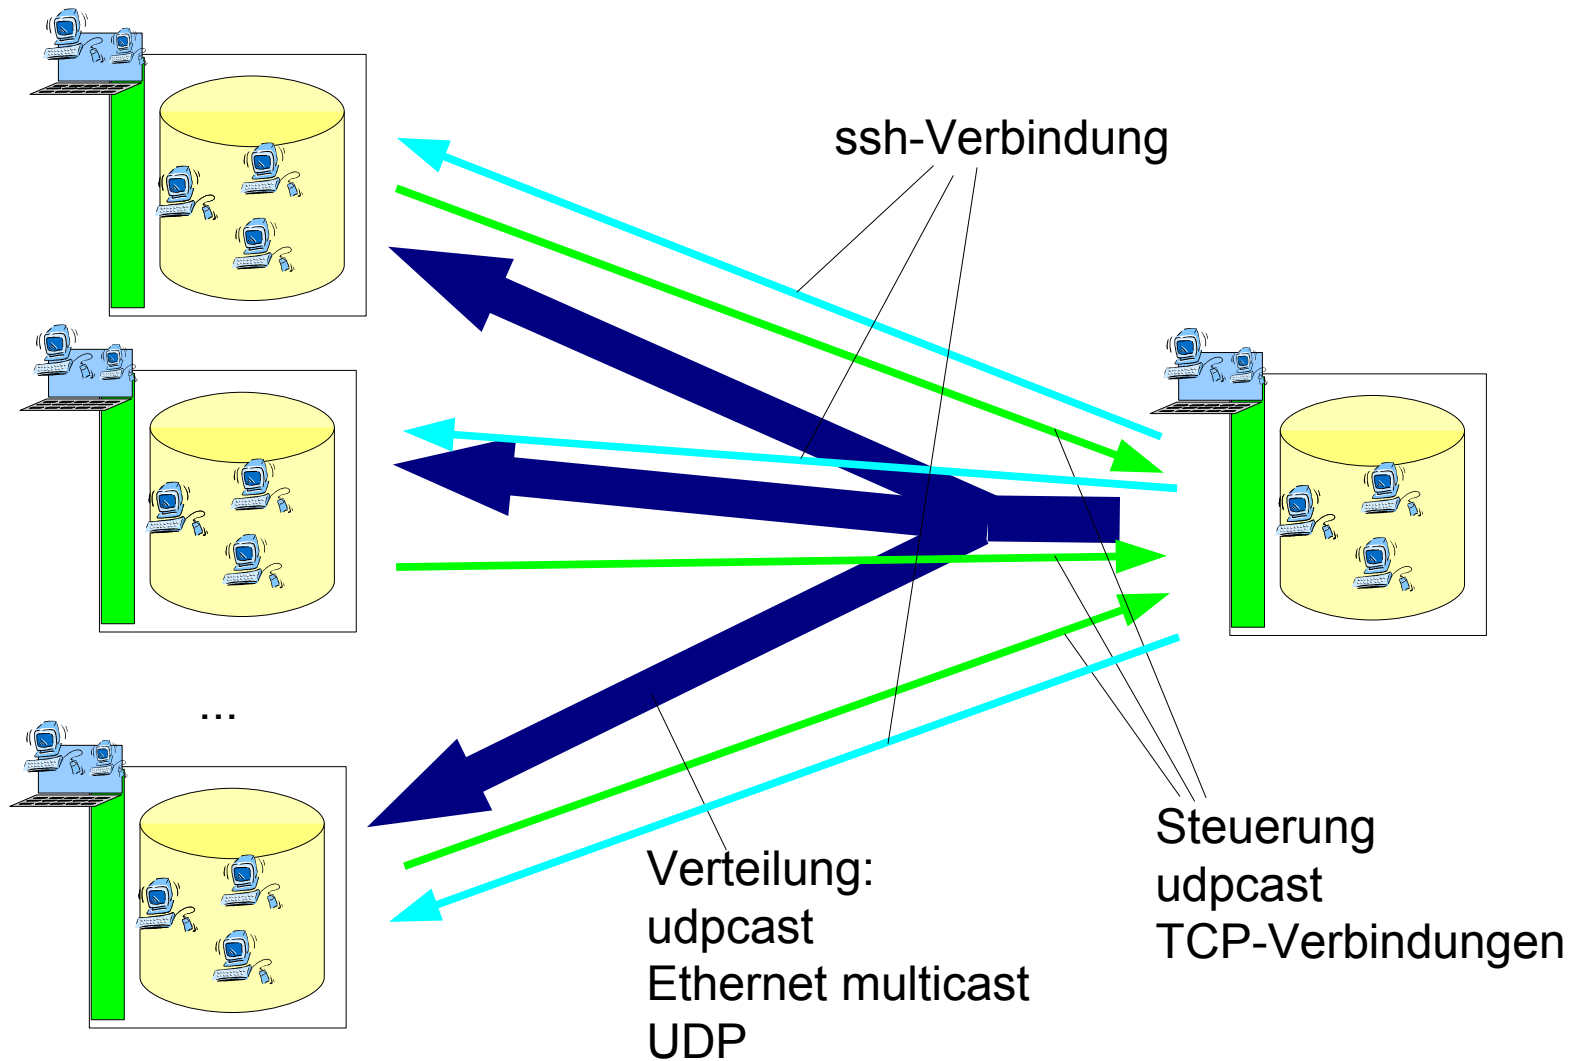 ssh-Verbindung
...
Verteilung:
udpcast
Ethernet multicast
UDP
Steuerung
udpcast
TCP-Verbindungen